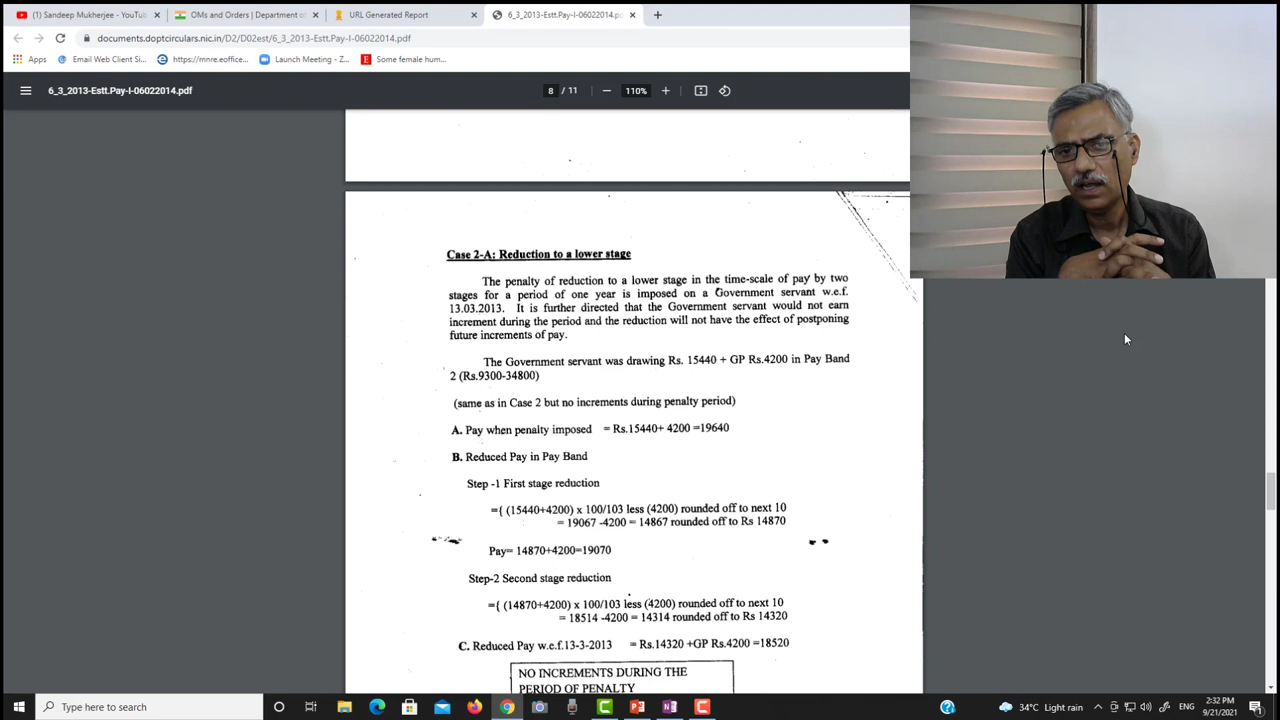 (1) Sandeep Mukherjee - YouTu
OMs and Orders | Department o
URL Generated Report
6_3_2013-Estt.Pay-I-06022014.pd
documents.doptcirculars.nic.in/D2/D02est/6_3_2013-Estt.Pay-I-06022014.pdf
Apps
Email Web Client Si...
https://mnre.eoffice...
Launch Meeting - Z...
Some female hum...
6_3_2013-Estt.Pay-I-06022014.pdf
8 / 11
110%
Case 2-A: Reduction to a lower stage
The penalty of reduction to a lower stage in the time-scale of pay by two
stages for a period of one year is imposed on a Government servant w.e.f.
13.03.2013. It is further directed that the Government servant would not earn
increment during the period and the reduction will not have the effect of postponing
future increments of pay.
The Government servant was drawing Rs. 15440 + GP Rs.4200 in Pay Band
2 (Rs.9300-34800)
(same as in Case 2 but no increments during penalty period)
A. Pay when penalty imposed = Rs.15440+ 4200 =19640
B. Reduced Pay in Pay Band
Step -1 First stage reduction
={ (15440+4200) x 100/103 less (4200) rounded off to next 10
= 19067 -4200 = 14867 rounded off to Rs 14870
Pay= 14870+4200=19070
Step-2 Second stage reduction
={ (14870+4200) x 100/103 less (4200) rounded off to next 10
= 18514 -4200 = 14314 rounded off to Rs 14320
C. Reduced Pay w.e.f.13-3-2013 = Rs.14320 +GP Rs.4200 =18520
NO INCREMENTS DURING THE
PERIOD OF PENALTY
Type here to search
34°C Light rain
2:32 PM
9/21/2021